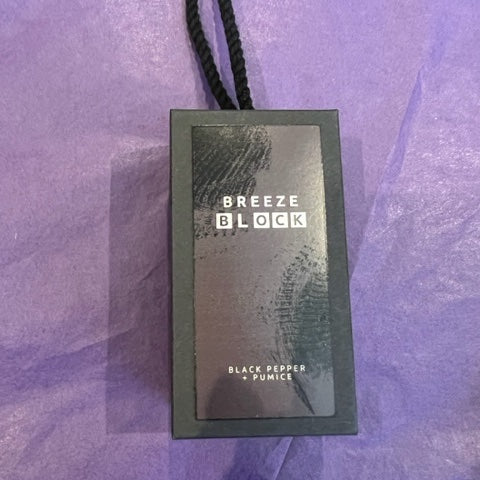 BREEZE
BLOCK
BLACK PEPPER
+ PUMICE